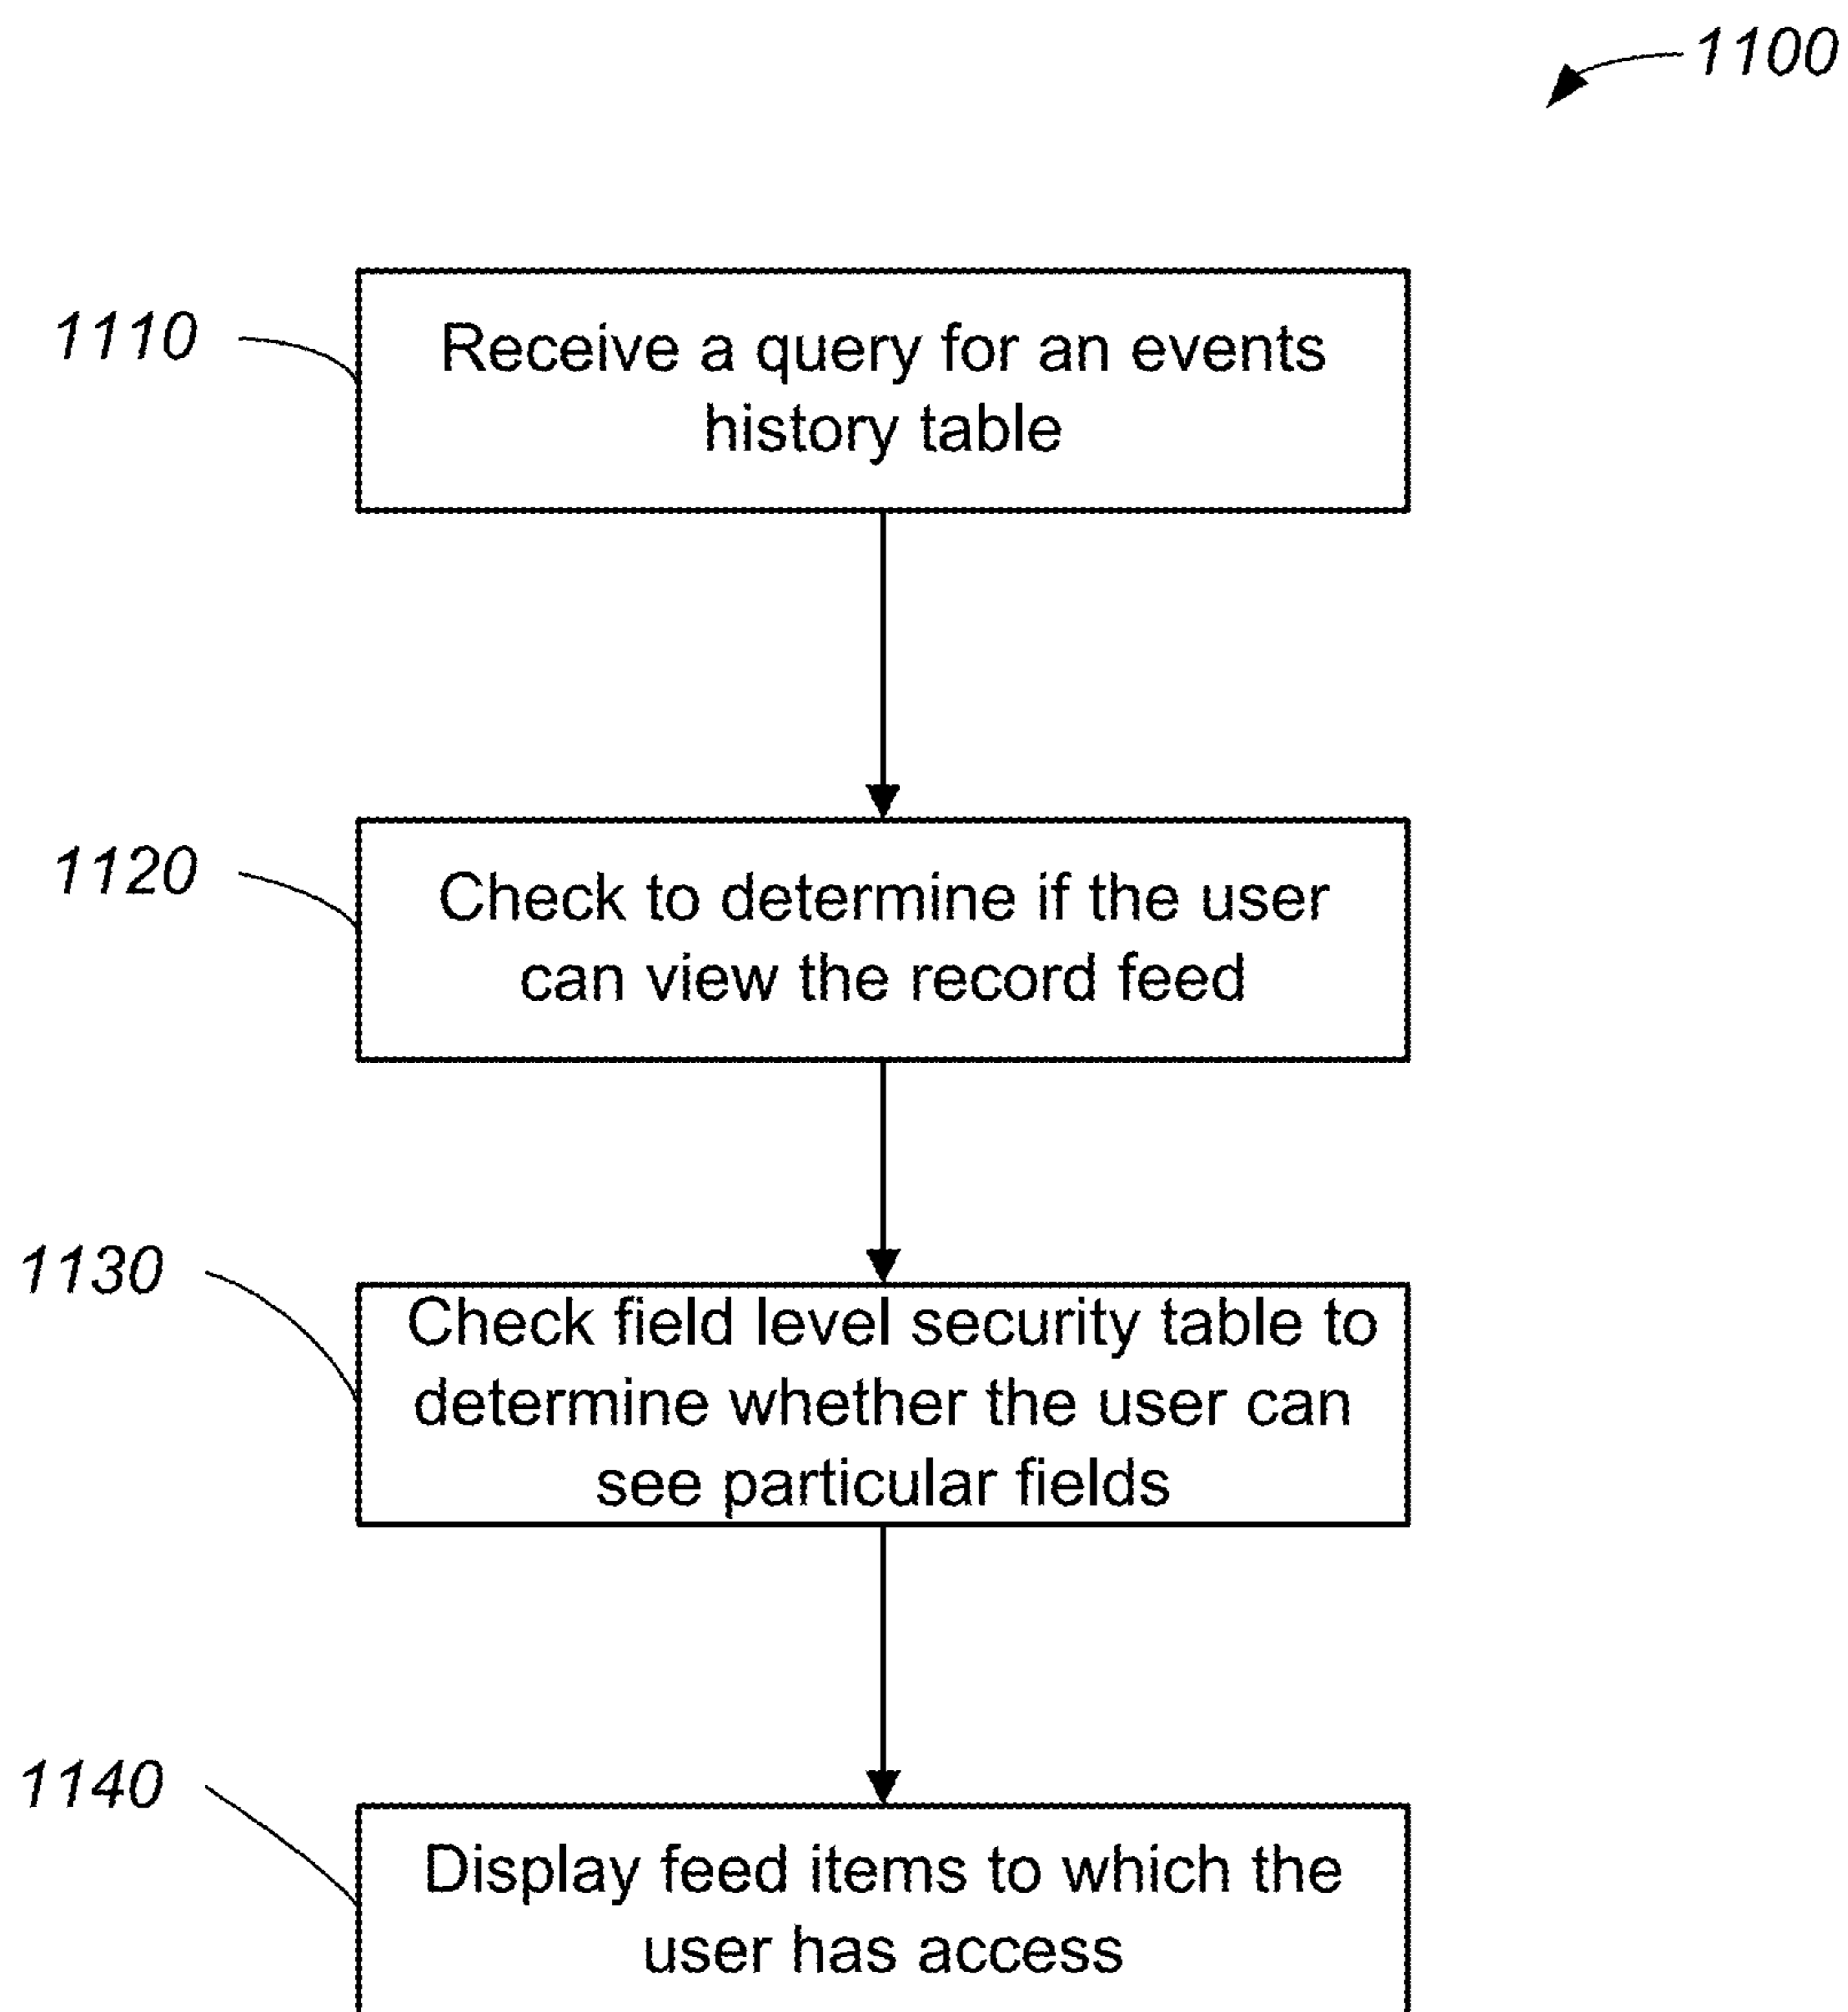 1100
1110
Receive a query for an events
history table
1120
Check to determine if the user
can view the record feed
1130
Check field level security table to
determine whether the user can
see particular fields
1140
Display feed items to which the
user has access